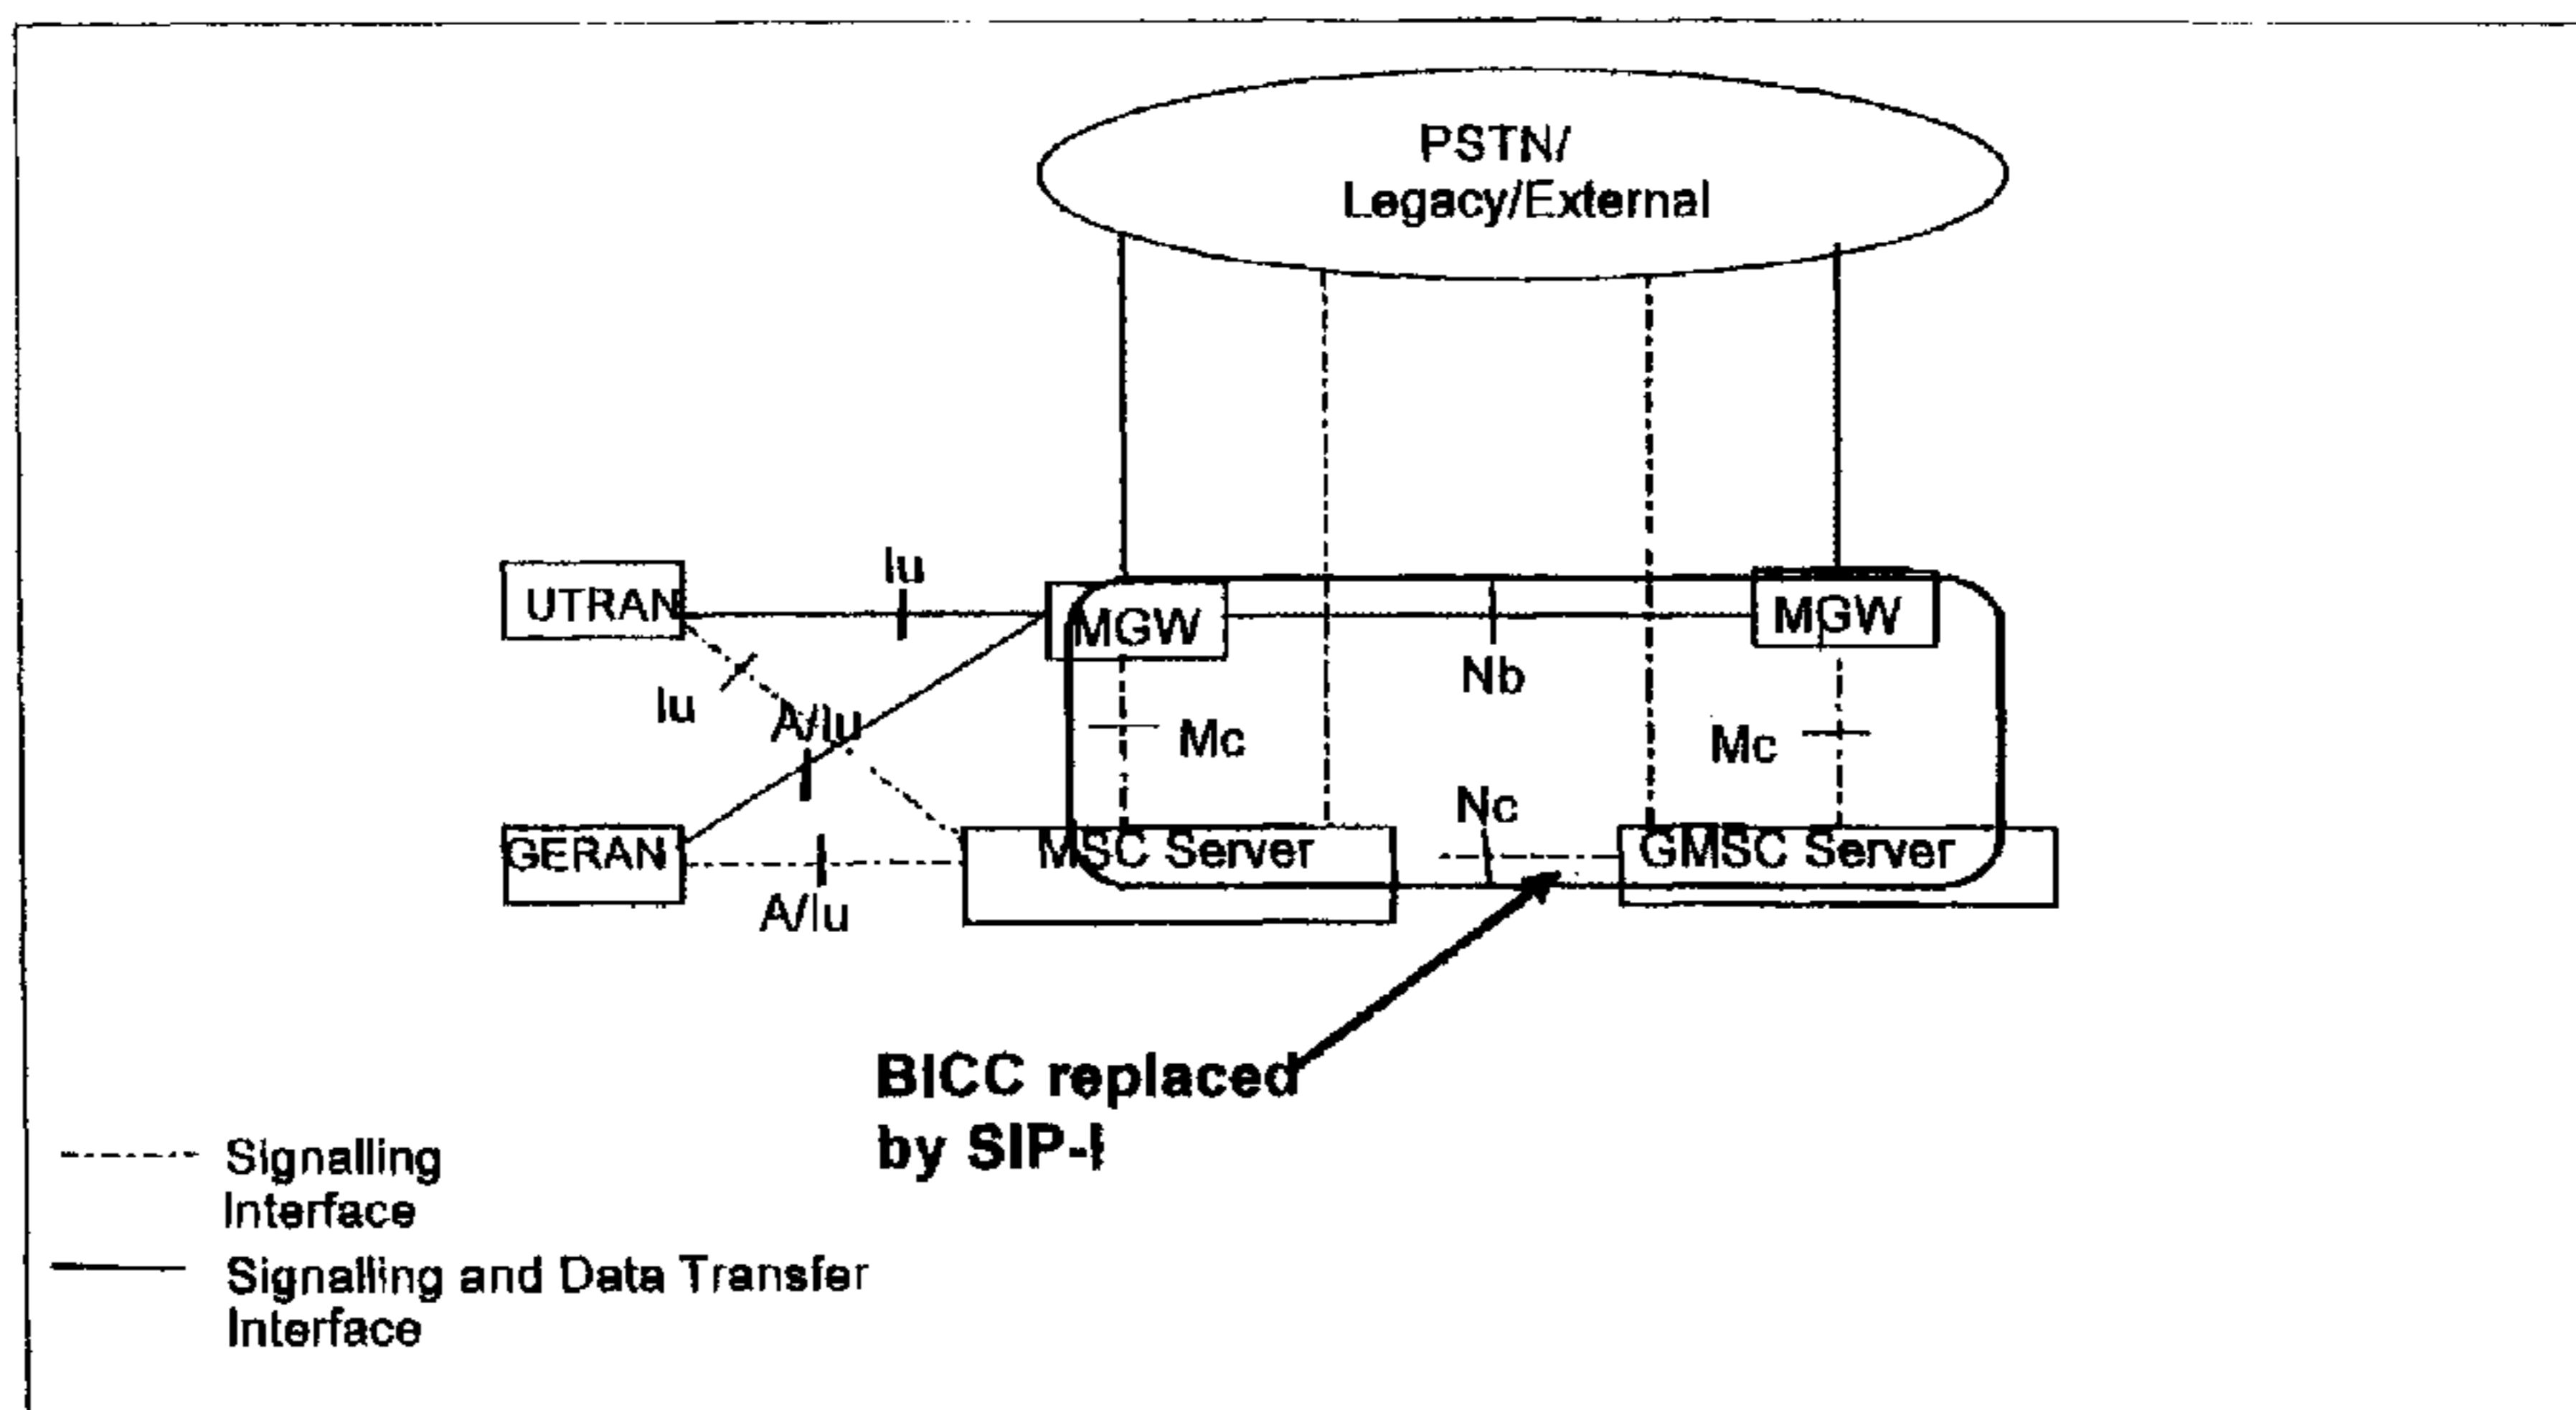 PSTN/
Legacy/External
Iu
UTRAN
MGW
MGW
Nb
Iu
A/Iu
Mc
Mc
Nc
GERAN
MSC Server
GMSC Server
A/Iu
BICC replaced
by SIP-I
Signalling
Interface
Signalling and Data Transfer
Interface